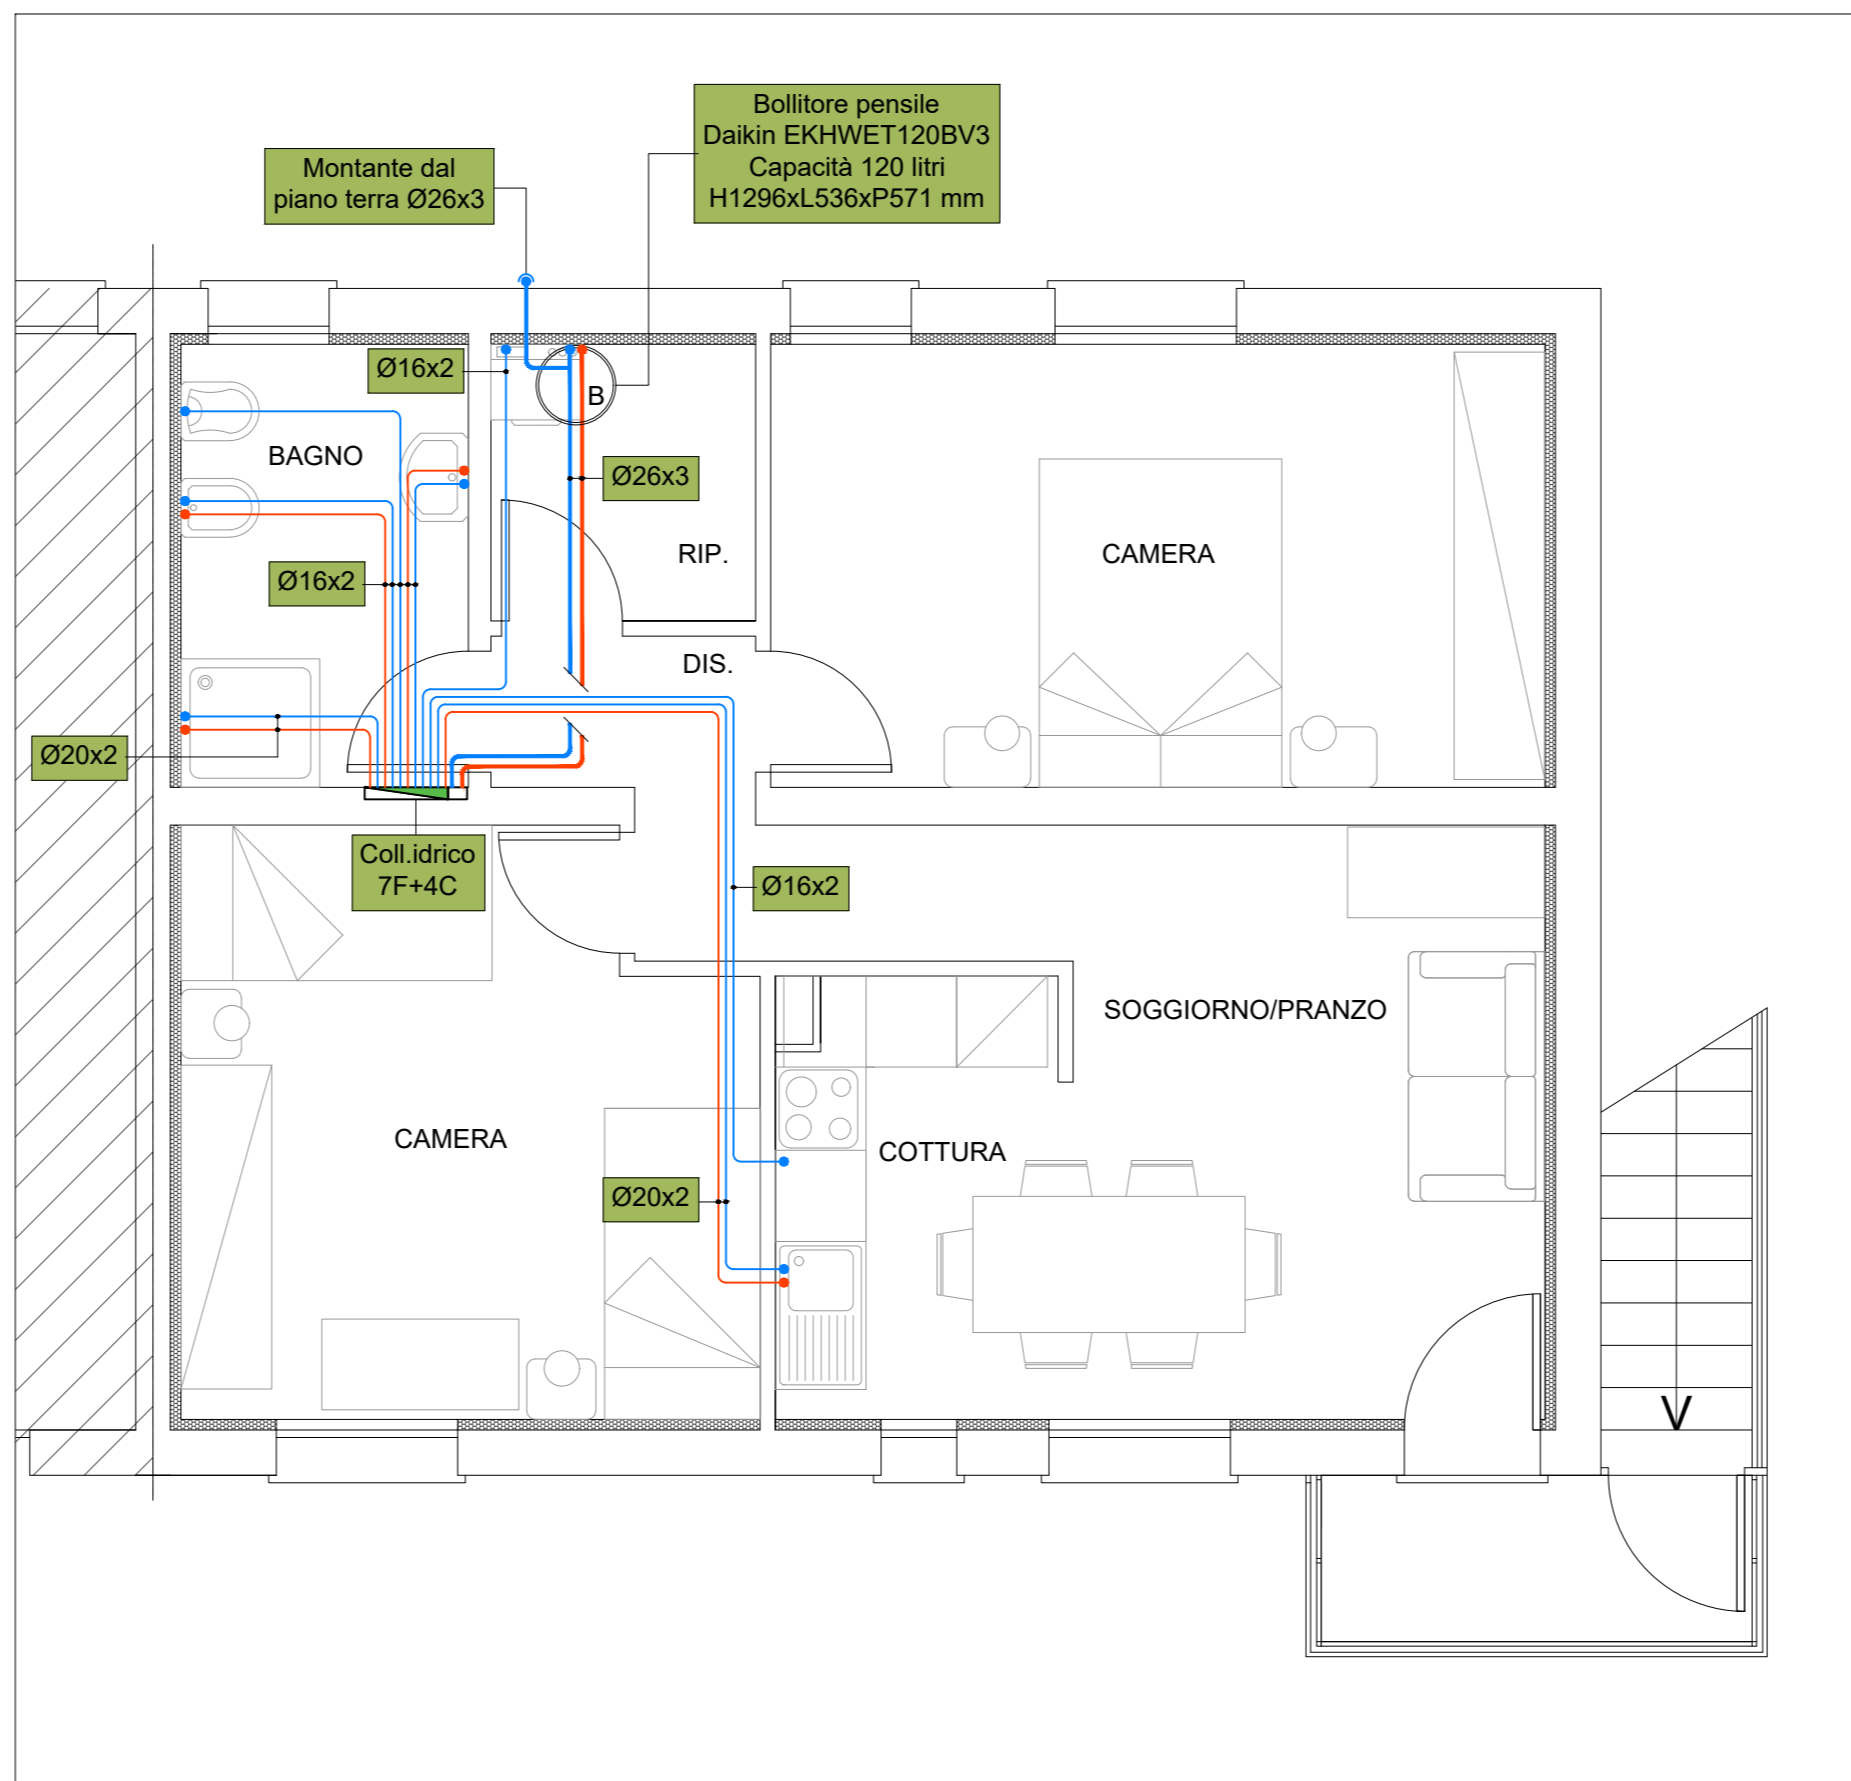 Bollitore pensile
Daikin EKHWET120BV3
Capacità 120 litri
H1296xL536xP571 mm
Montante dal
piano terra Ø26x3
Ø16x2
B
BAGNO
Ø26x3
RIP.
CAMERA
Ø16x2
DIS.
Ø20x2
Coll.idrico
7F+4C
Ø16x2
SOGGIORNO/PRANZO
CAMERA
COTTURA
Ø20x2
V